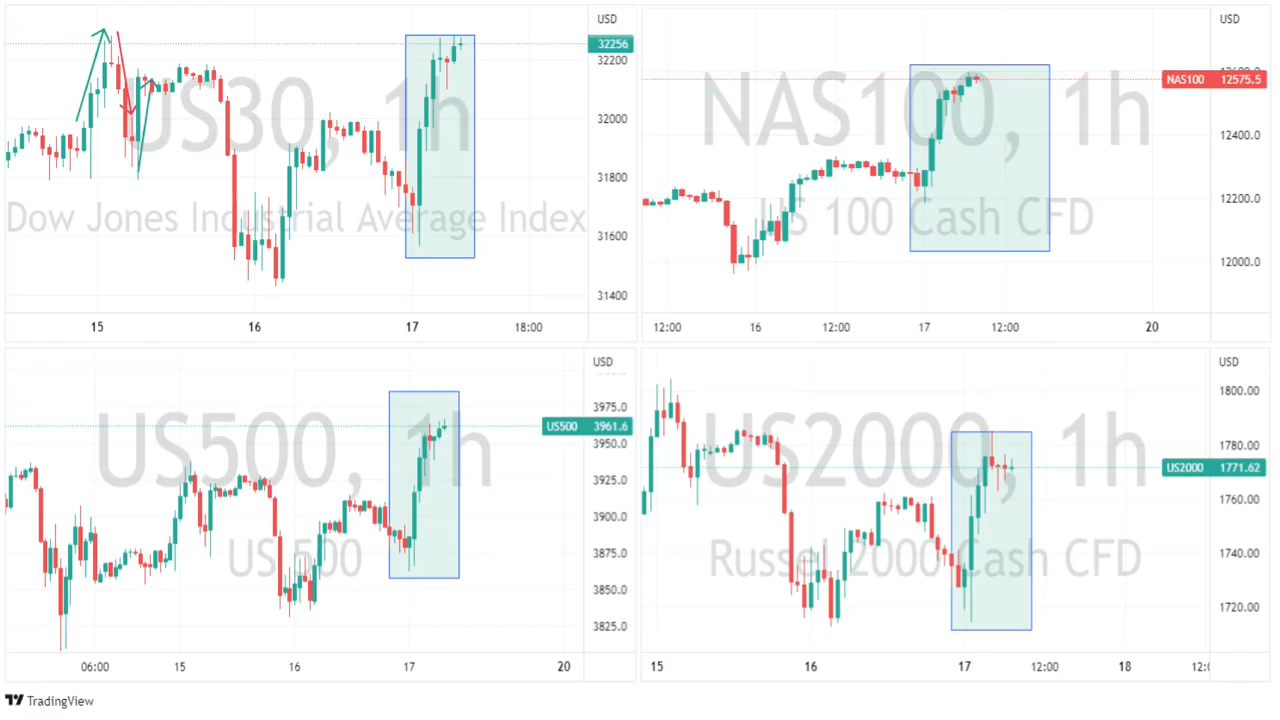 USD
US30, 1h
Dow Jones Industrial Average Index
32256
32200
32000
31800
31600
31400
15
16
17
18:00
USD
NAS100, 1h
US 100 Cash CFD
NAS100
12575.5
12400.0
12200.0
12000.0
12:00
16
12:00
17
12:00
20
USD
US500, 1h
US 500
3975.0
US500
3961.6
3950.0
3925.0
3900.0
3875.0
3850.0
3825.0
06:00
15
16
17
20
USD
US2000, 1h
Russel 2000 Cash CFD
1800.00
1780.00
US2000
1771.62
1760.00
1740.00
1720.00
15
16
17
12:00
18
TradingView